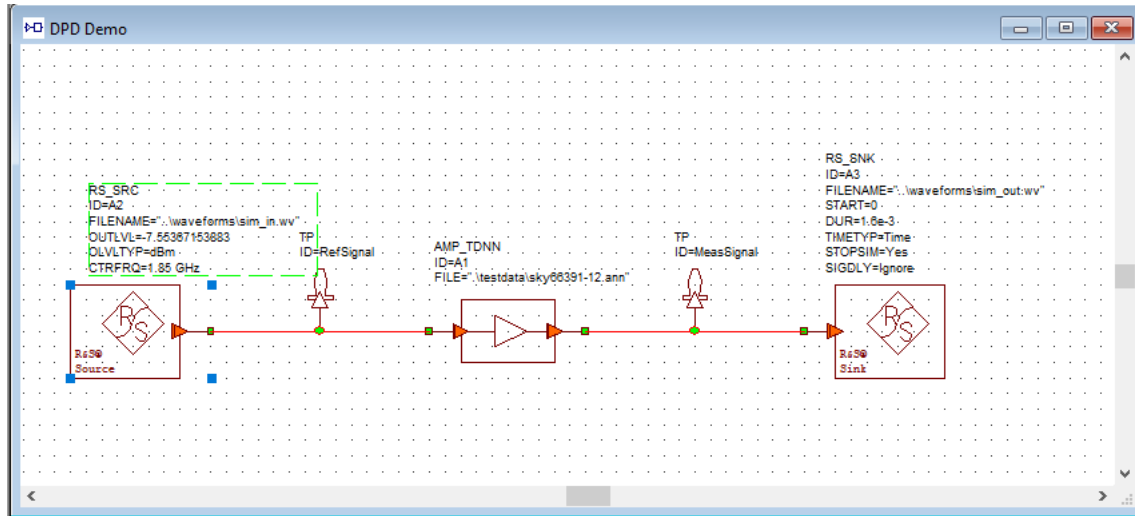 DPD Demo
RS_SRC
ID=A2
FILENAME="..\waveforms\sim_in.wv"
OUTLVL=-7.55367153683
OLVLTYP=dBm
CTRFRQ=1.85 GHz
R&S®
Source
TP
ID=RefSignal
AMP_TDNN
ID=A1
FILE=".\testdata\sky66391-12.ann"
TP
ID=MeasSignal
RS_SNK
ID=A3
FILENAME="..\waveforms\sim_out.wv"
START=0
DUR=1.6e-3
TIMETYP=Time
STOPSIM=Yes
SIGDLY=Ignore
R&S®
Sink